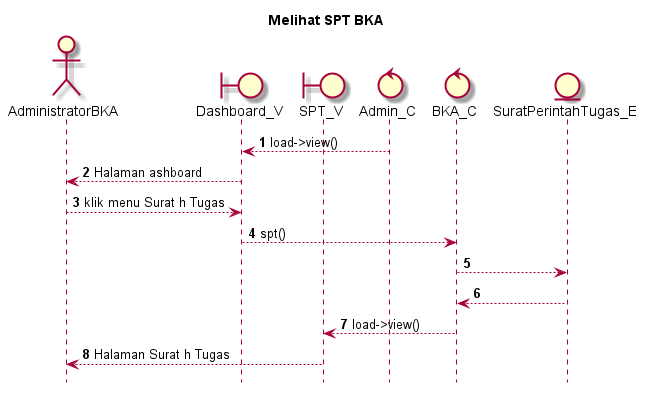 Melihat SPT BKA
AdministratorBKA
Dashboard_V
SPT_V
Admin_C
BKA_C
SuratPerintahTugas_E
1 load->view()
2 Halaman ashboard
3 klik menu Surat h Tugas
4 spt()
5
6
7 load->view()
8 Halaman Surat h Tugas